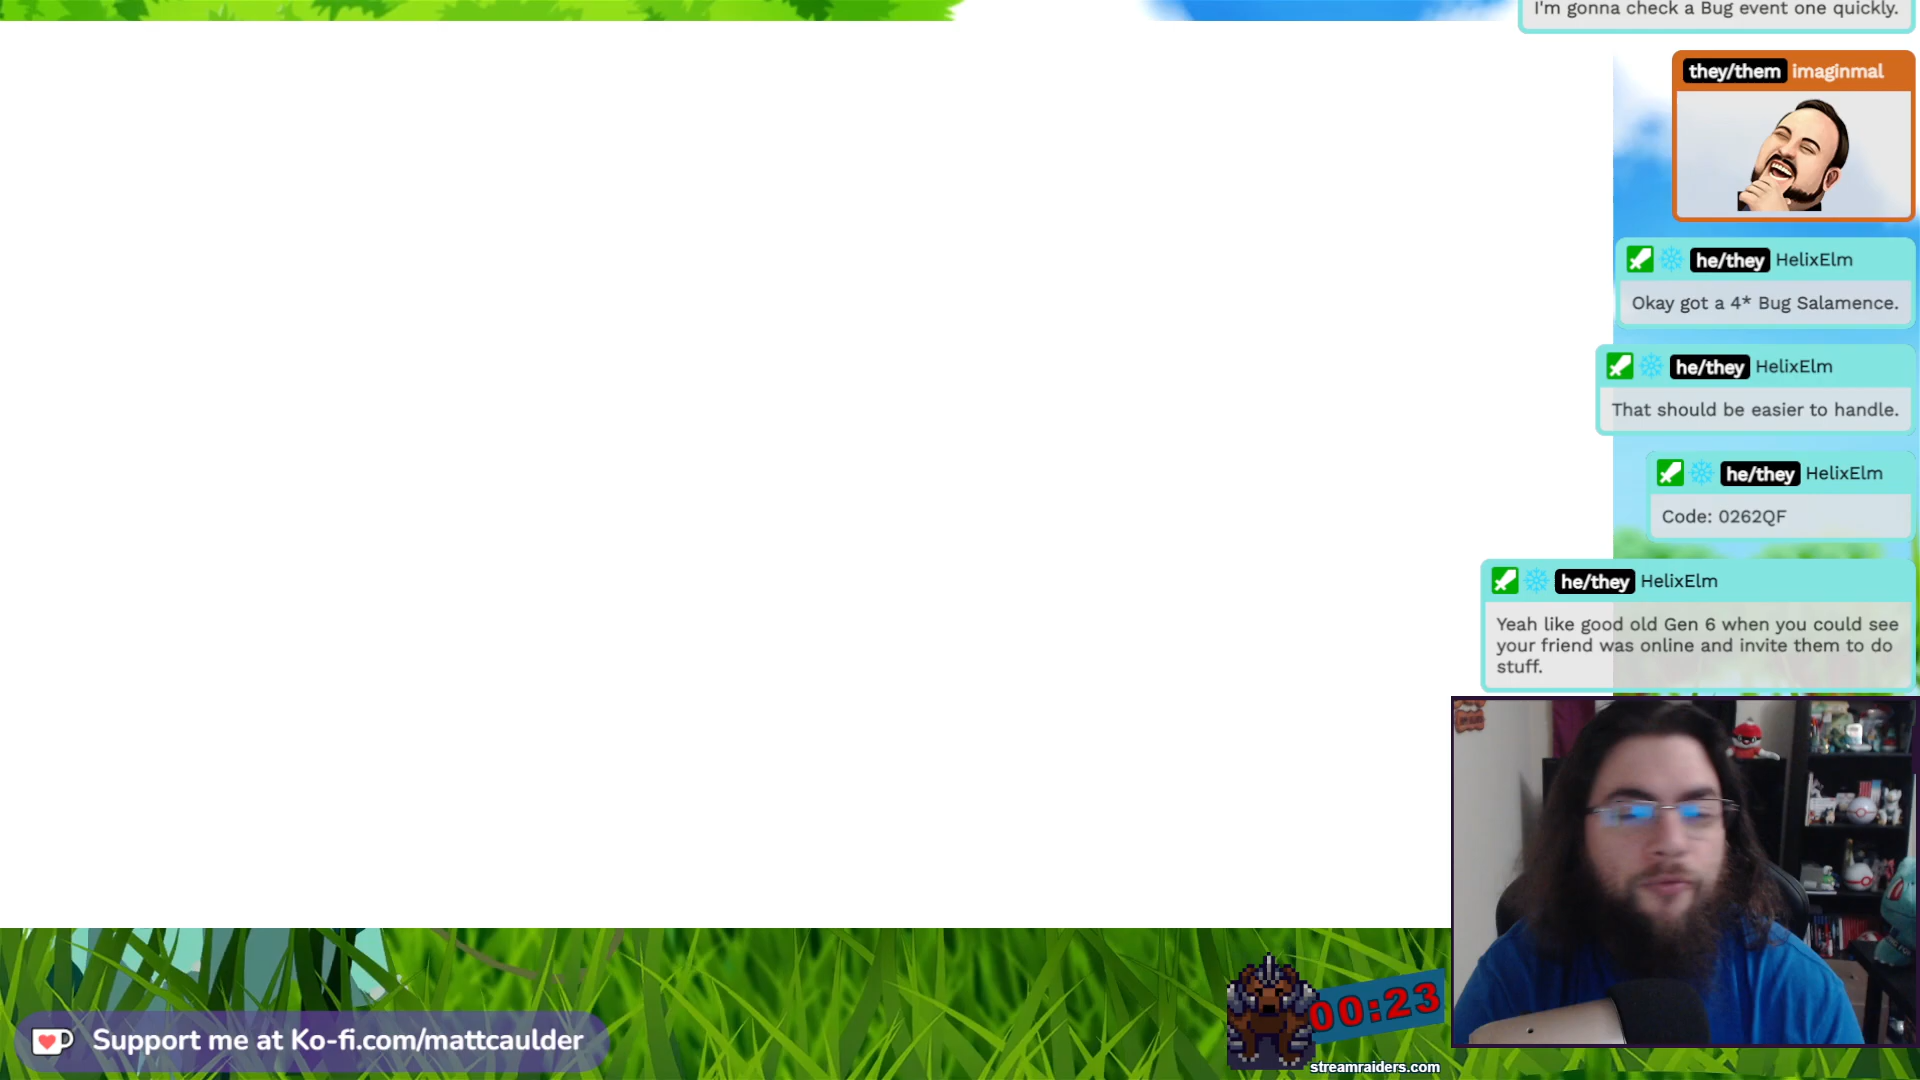 I'm gonna check a Bug event one quickly.
they/them imaginmal
he/they HelixElm
Okay got a 4* Bug Salamence.
he/they HelixElm
That should be easier to handle.
he/they HelixElm
Code: 0262QF
he/they HelixElm
Yeah like good old Gen 6 when you could see
your friend was online and invite them to do
stuff.
00:23
Support me at Ko-fi.com/mattcaulder
streamraiders.com